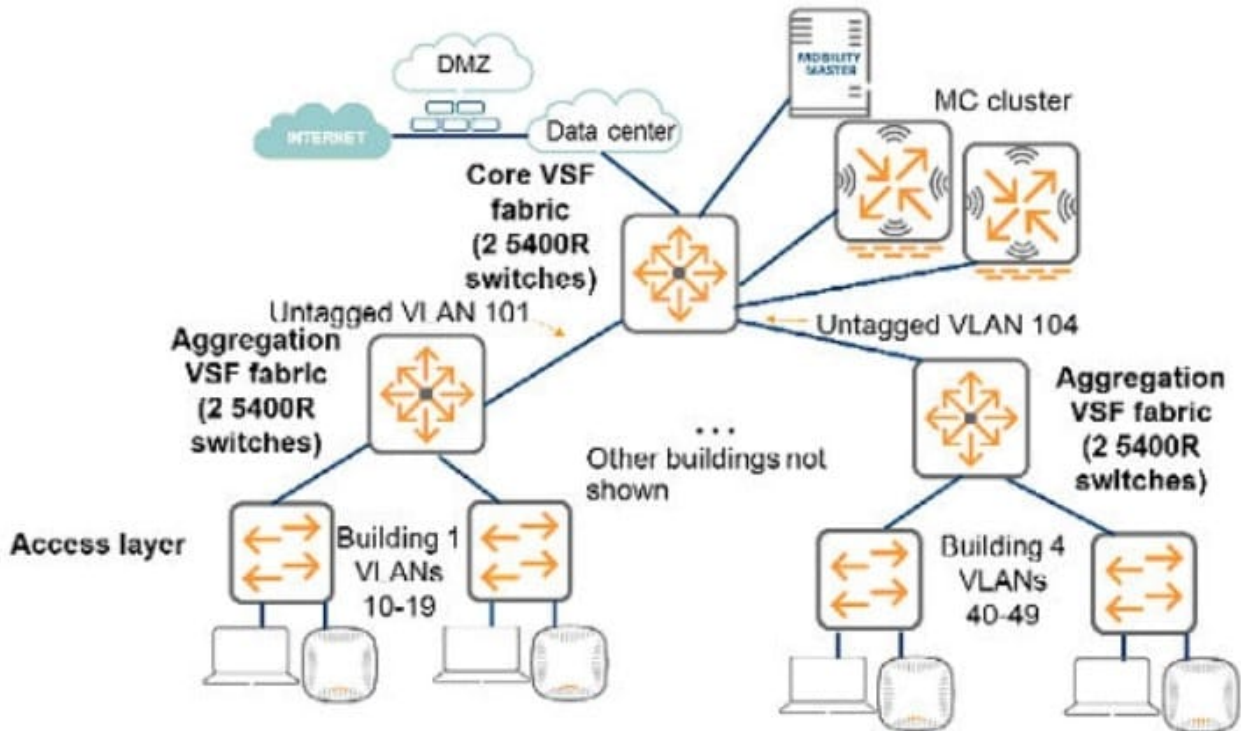 DMZ
INTERNET
Data center
MOBILITY
MASTER
MC cluster
Core VSF
fabric
(2 5400R
switches)
Untagged VLAN 101
Untagged VLAN 104
Aggregation
VSF fabric
(2 5400R
switches)
Aggregation
VSF fabric
(2 5400R
switches)
...
Other buildings not
shown
Access layer
Building 1
VLANs
10-19
Building 4
VLANs
40-49